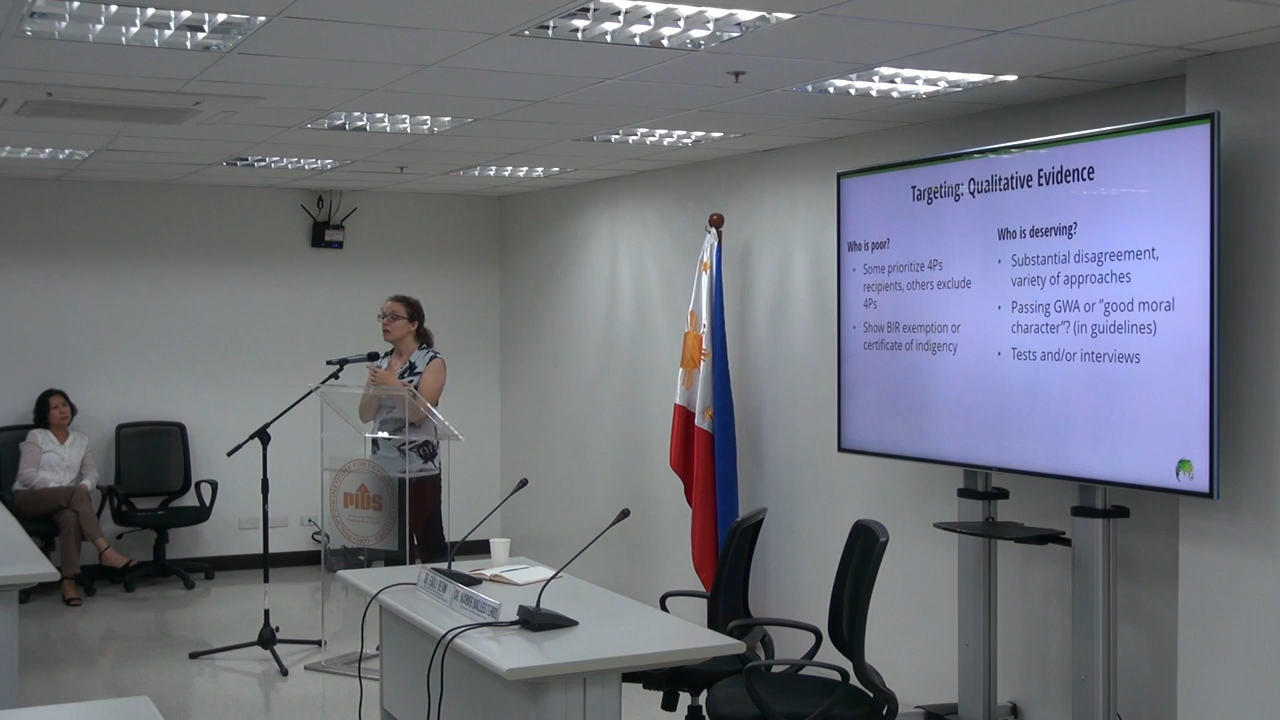 Targeting: Qualitative Evidence
Who is poor?
• Some prioritize 4Ps
recipients, others exclude
4Ps
• Show BIR exemption or
certificate of indigency
Who is deserving?
• Substantial disagreement,
variety of approaches
• Passing GWA or "good moral
character"? (in guidelines)
• Tests and/or interviews
PIDS